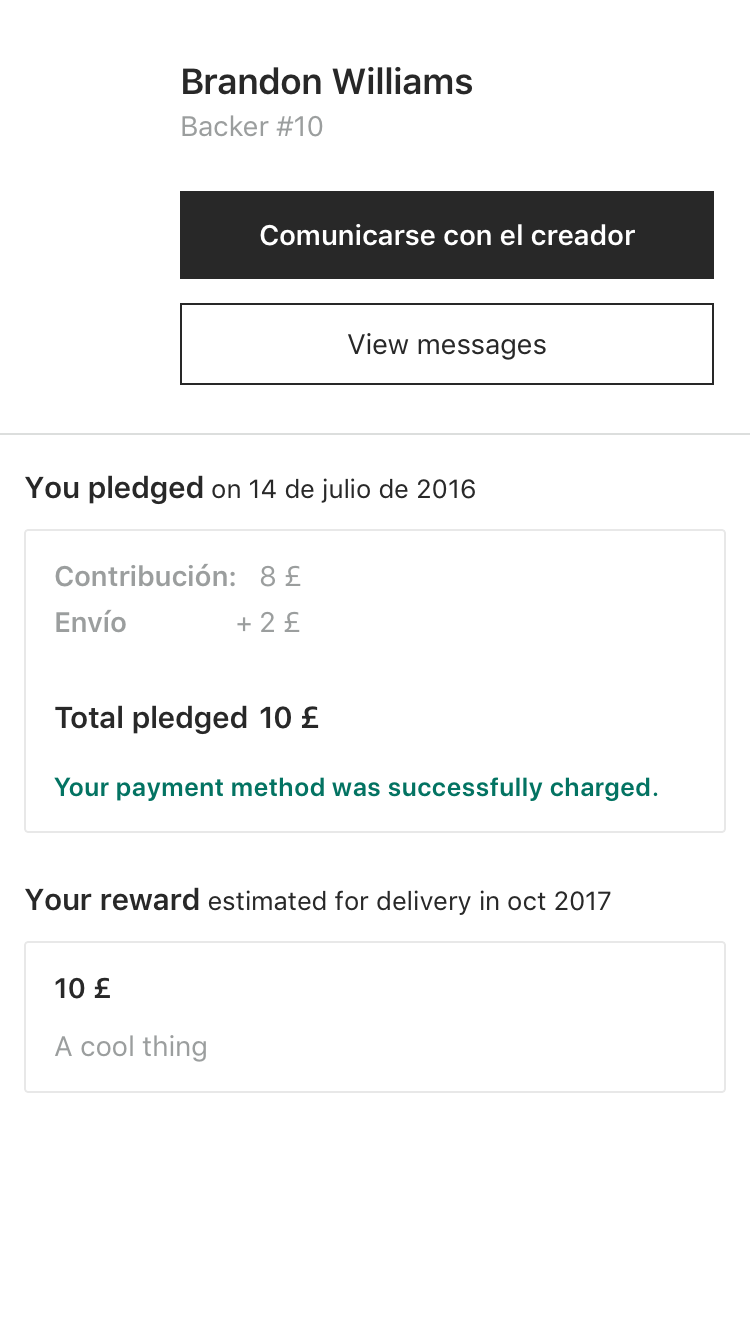 Brandon Williams
Backer #10
Comunicarse con el creador
View messages
You pledged on 14 de julio de 2016
Contribución: 8 £
Envío + 2 £
Total pledged 10 £
Your payment method was successfully charged.
Your reward estimated for delivery in oct 2017
10 £
A cool thing